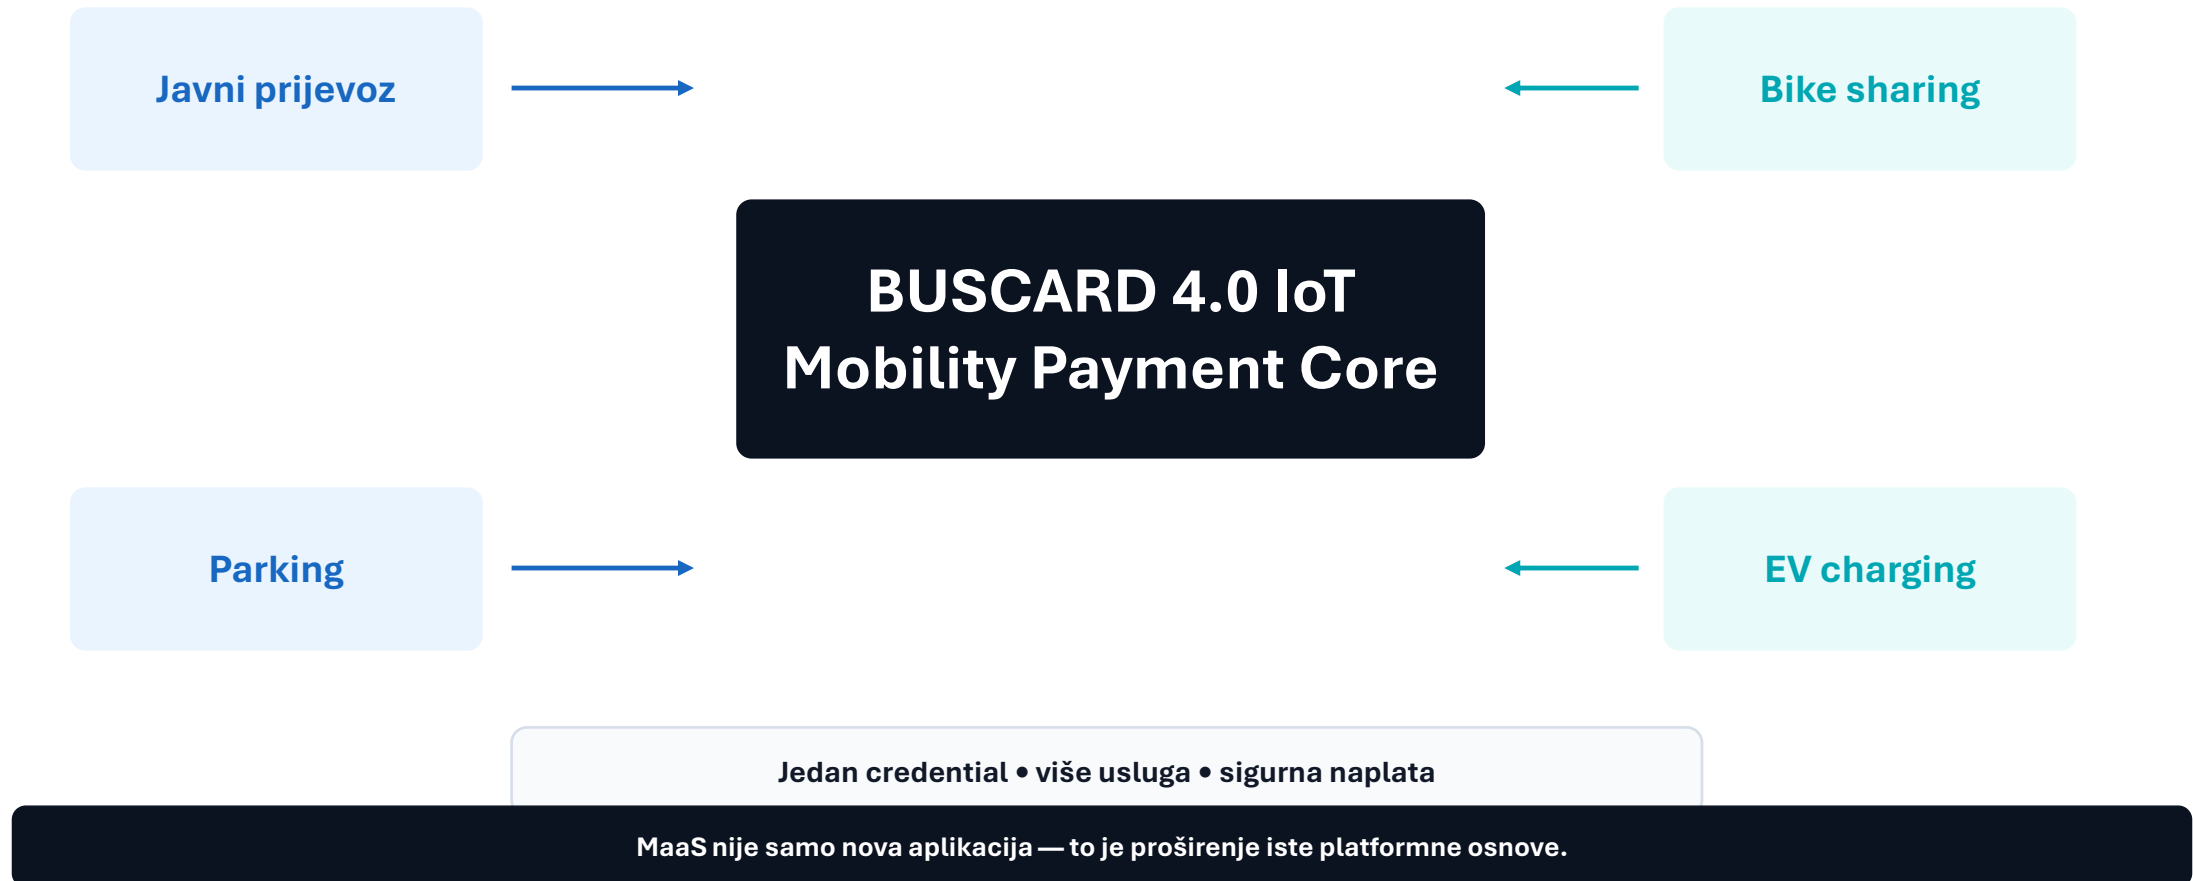 Javni prijevoz
Bike sharing
BUSCARD 4.0 IoT
Mobility Payment Core
Parking
EV charging
Jedan credential • više usluga • sigurna naplata
MaaS nije samo nova aplikacija — to je proširenje iste platformne osnove.